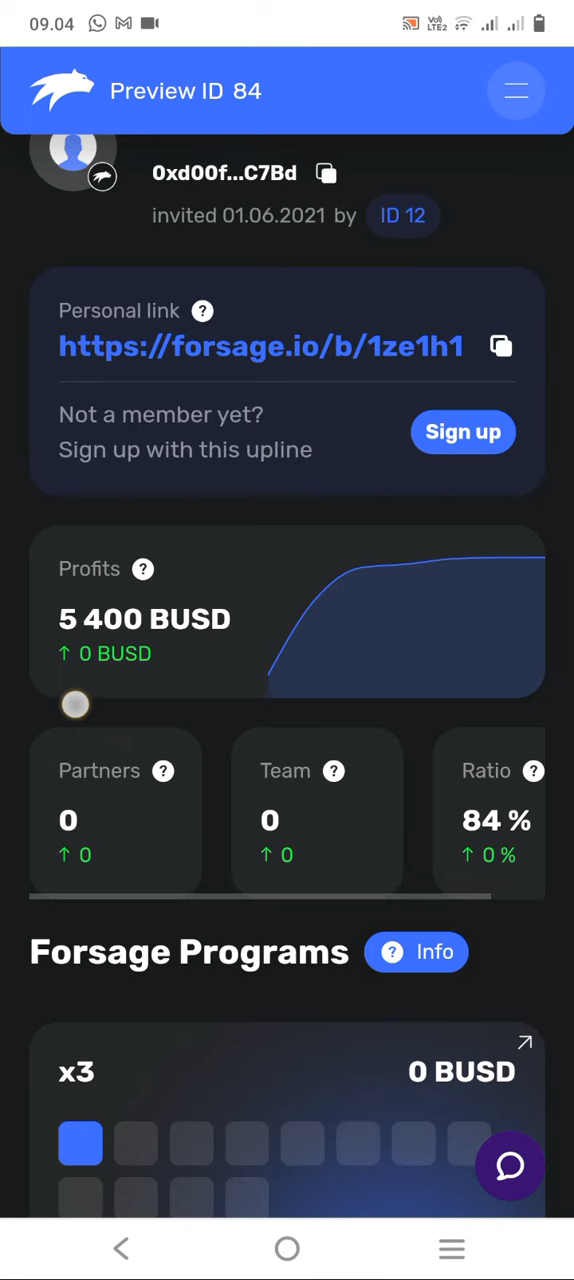 09.04
Vo)
LTE2
Preview ID 84
0xd00f...C7Bd
invited 01.06.2021 by ID 12
Personal link ?
https://forsage.io/b/1ze1h1
Not a member yet?
Sign up with this upline
Sign up
Profits ?
5 400 BUSD
↑ 0 BUSD
Partners ?
0
↑ 0
Team ?
0
↑ 0
Ratio ?
84 %
↑ 0 %
Forsage Programs
? Info
x3
0 BUSD